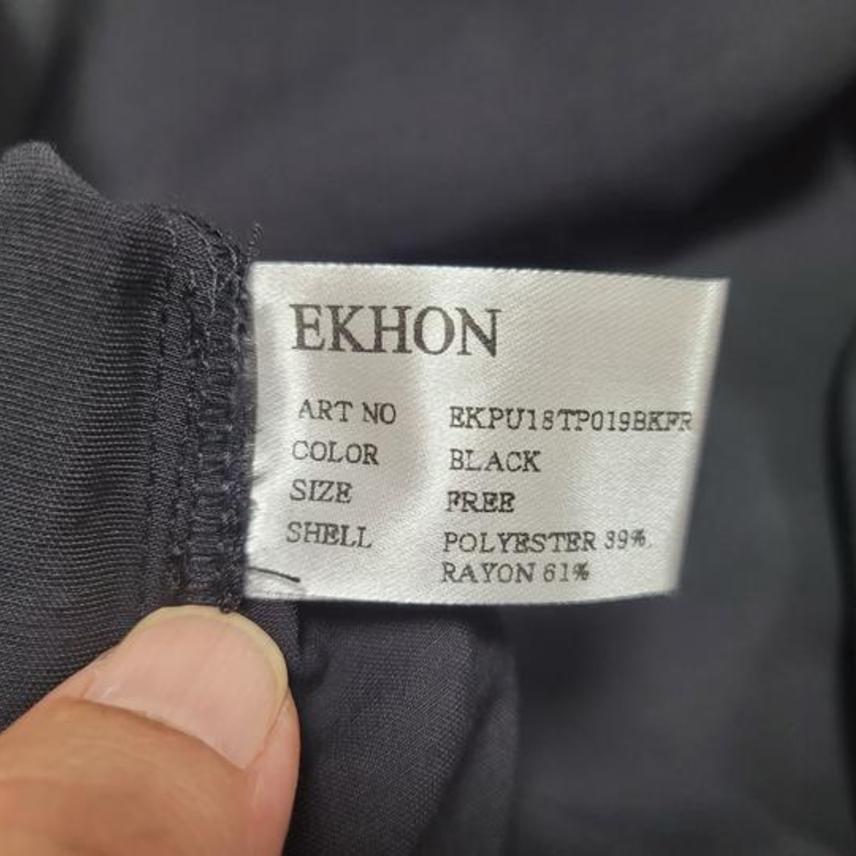 EKHON
ART NO EKPU18TP019BKFR
COLOR BLACK
SIZE FREE
SHELL POLYESTER 39%
RAYON 61%